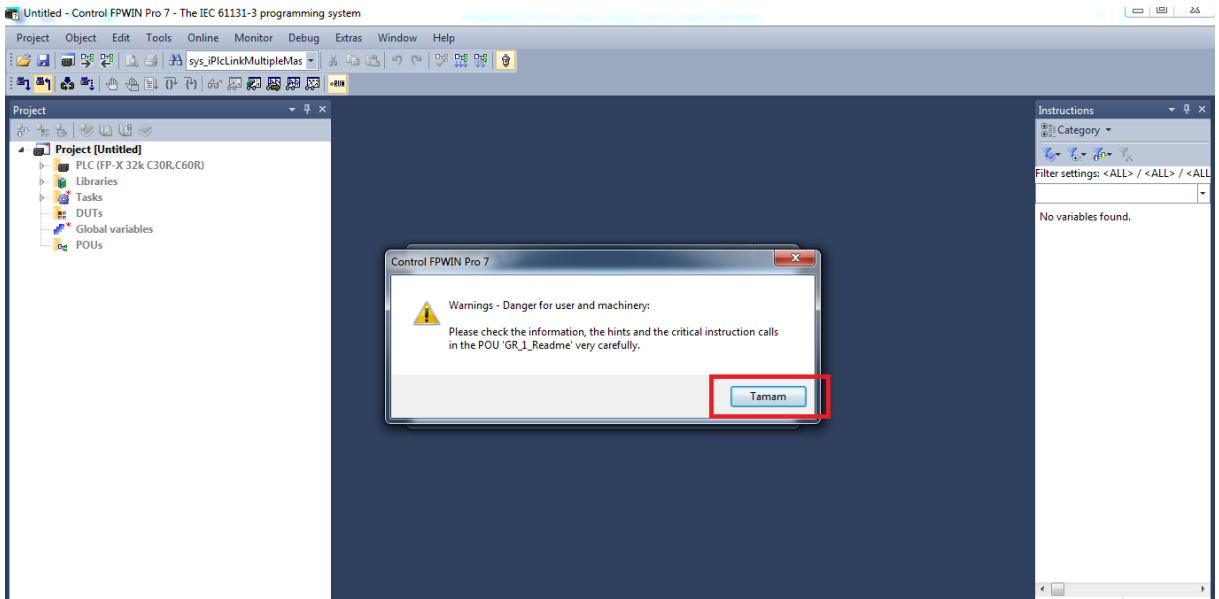 Untitled - Control FPWIN Pro 7 - The IEC 61131-3 programming system
Project Object Edit Tools Online Monitor Debug Extras Window Help
sys_iPlcLinkMultipleMas
RUN
Project
Project [Untitled]
PLC (FP-X 32k C30R,C60R)
Libraries
Tasks
DUTs
Global variables
POUs
Control FPWIN Pro 7
Warnings - Danger for user and machinery:
Please check the information, the hints and the critical instruction calls
in the POU 'GR_1_Readme' very carefully.
Tamam
Instructions
Category
Filter settings: <ALL> / <ALL> / <ALL
No variables found.